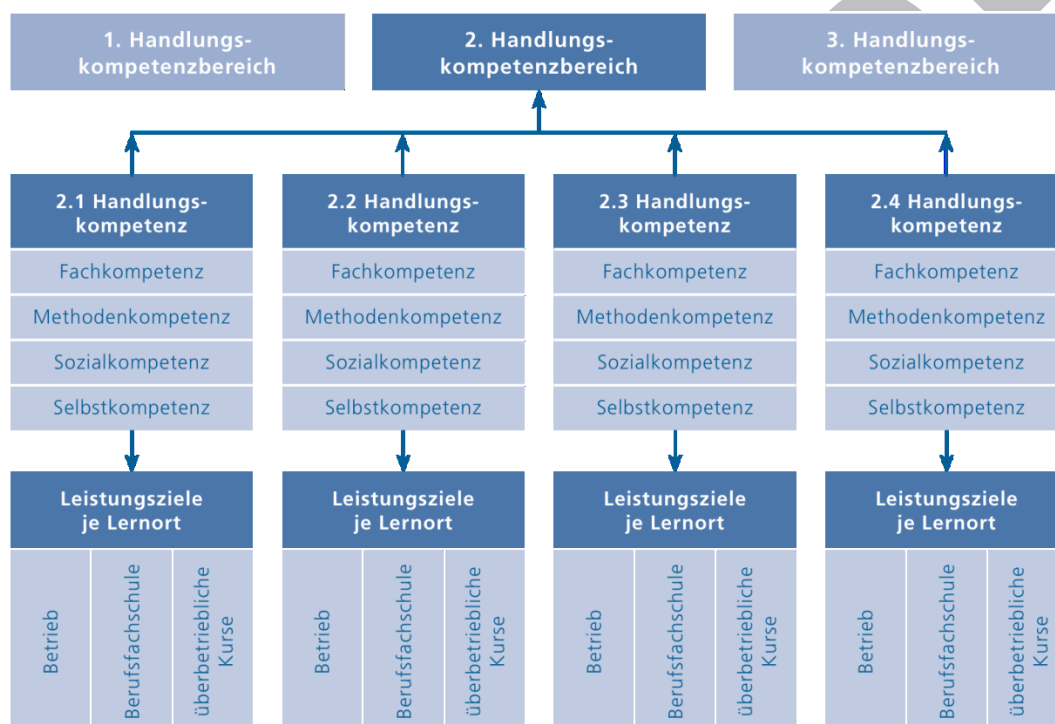 1. Handlungs-
kompetenzbereich
2. Handlungs-
kompetenzbereich
3. Handlungs-
kompetenzbereich
2.1 Handlungs-
kompetenz
Fachkompetenz
Methodenkompetenz
Sozialkompetenz
Selbstkompetenz
2.2 Handlungs-
kompetenz
Fachkompetenz
Methodenkompetenz
Sozialkompetenz
Selbstkompetenz
2.3 Handlungs-
kompetenz
Fachkompetenz
Methodenkompetenz
Sozialkompetenz
Selbstkompetenz
2.4 Handlungs-
kompetenz
Fachkompetenz
Methodenkompetenz
Sozialkompetenz
Selbstkompetenz
Leistungsziele
je Lernort
Betrieb
Berufsfachschule
überbetriebliche
Kurse
Leistungsziele
je Lernort
Betrieb
Berufsfachschule
überbetriebliche
Kurse
Leistungsziele
je Lernort
Betrieb
Berufsfachschule
überbetriebliche
Kurse
Leistungsziele
je Lernort
Betrieb
Berufsfachschule
überbetriebliche
Kurse